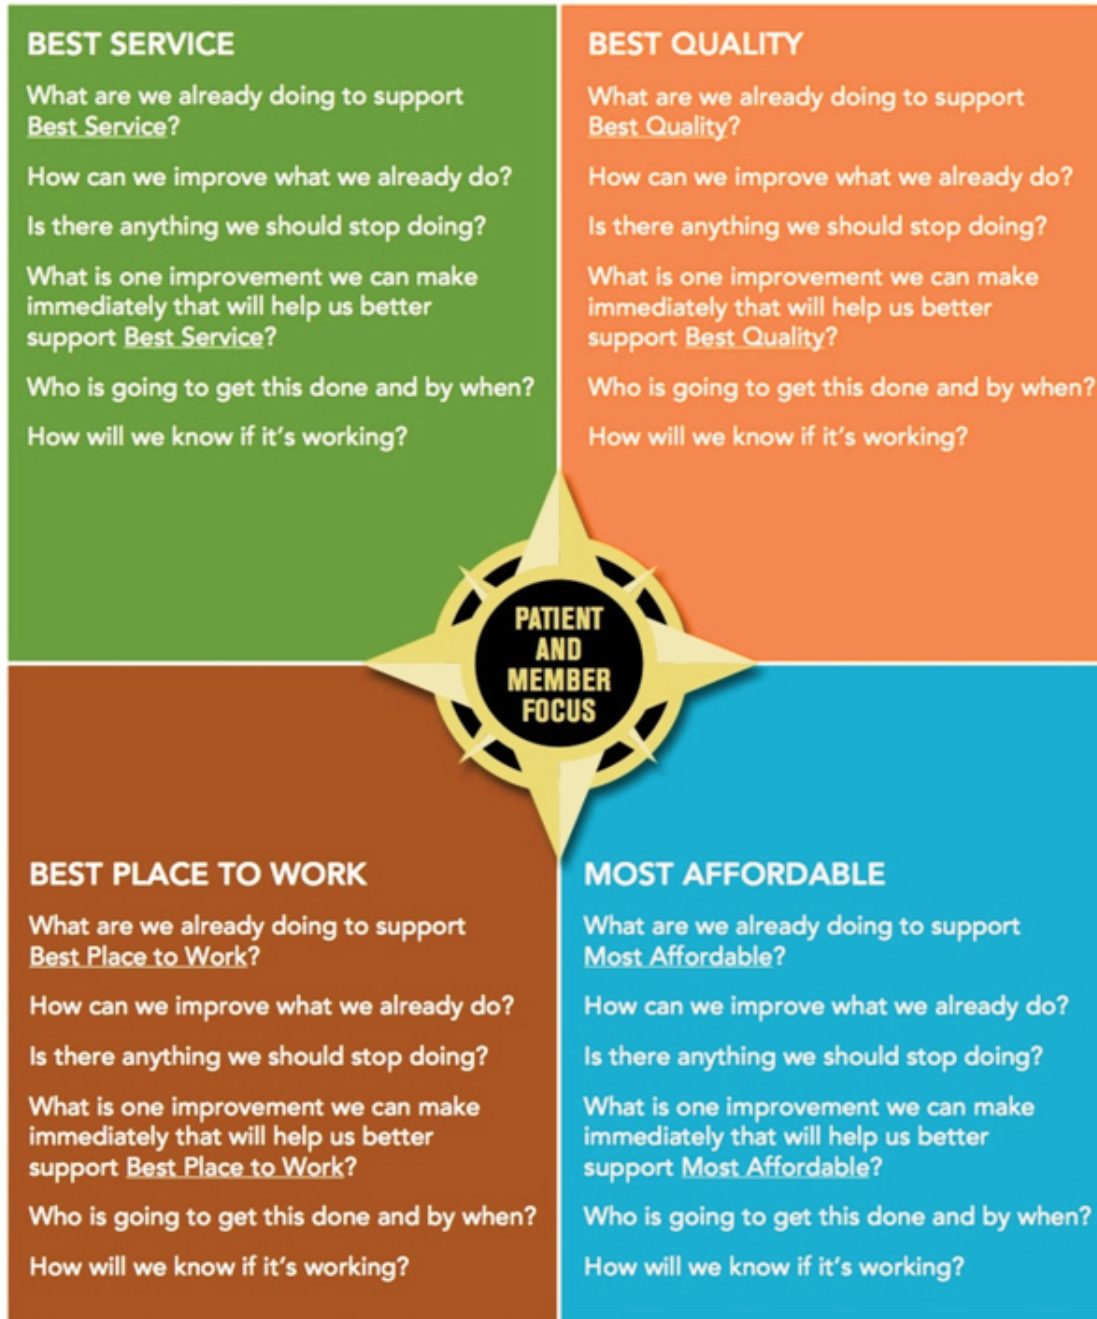 BEST SERVICE
What are we already doing to support
Best Service?
How can we improve what we already do?
Is there anything we should stop doing?
What is one improvement we can make
immediately that will help us better
support Best Service?
Who is going to get this done and by when?
How will we know if it's working?
BEST QUALITY
What are we already doing to support
Best Quality?
How can we improve what we already do?
Is there anything we should stop doing?
What is one improvement we can make
immediately that will help us better
support Best Quality?
Who is going to get this done and by when?
How will we know if it's working?
PATIENT
AND
MEMBER
FOCUS
BEST PLACE TO WORK
What are we already doing to support
Best Place to Work?
How can we improve what we already do?
Is there anything we should stop doing?
What is one improvement we can make
immediately that will help us better
support Best Place to Work?
Who is going to get this done and by when?
How will we know if it's working?
MOST AFFORDABLE
What are we already doing to support
Most Affordable?
How can we improve what we already do?
Is there anything we should stop doing?
What is one improvement we can make
immediately that will help us better
support Most Affordable?
Who is going to get this done and by when?
How will we know if it's working?